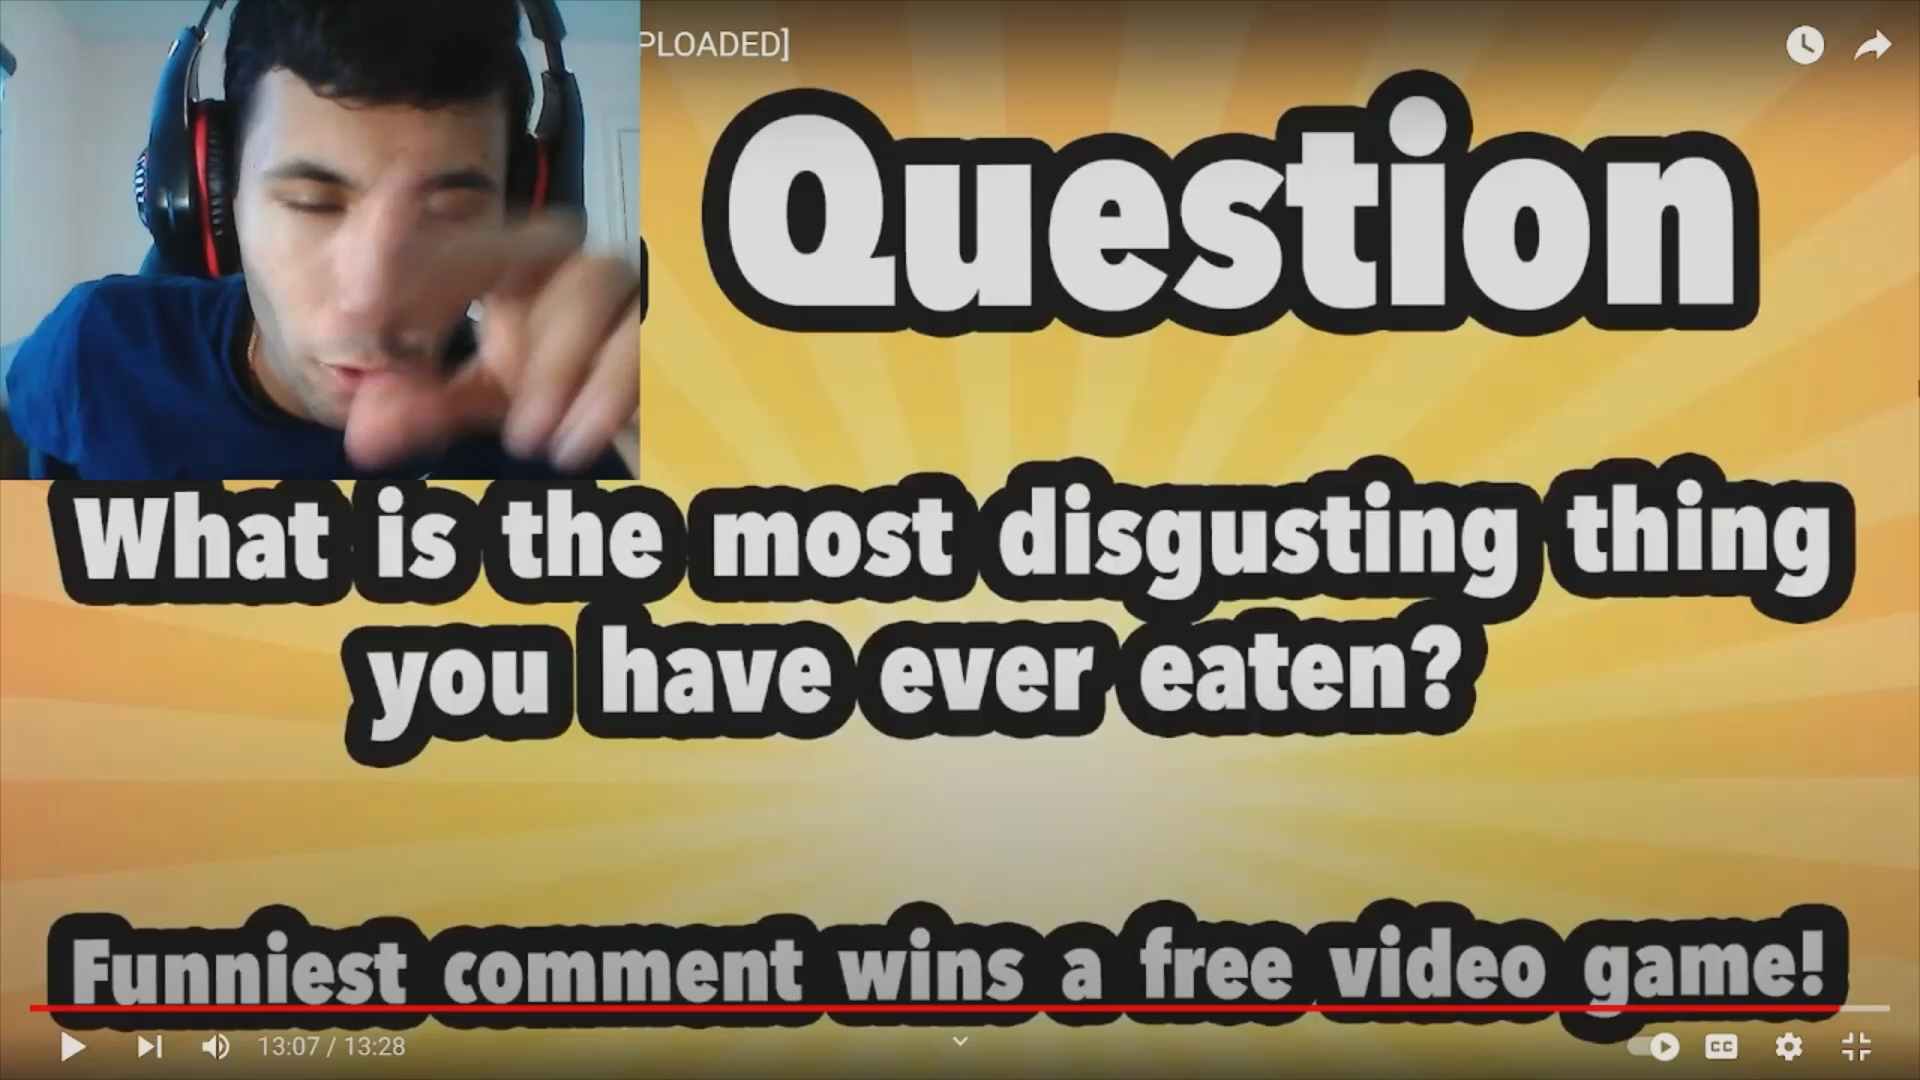 PLOADED]
Question
What is the most disgusting thing
you have ever eaten?
Funniest comment wins a free video game!
13:07 / 13:28
CC